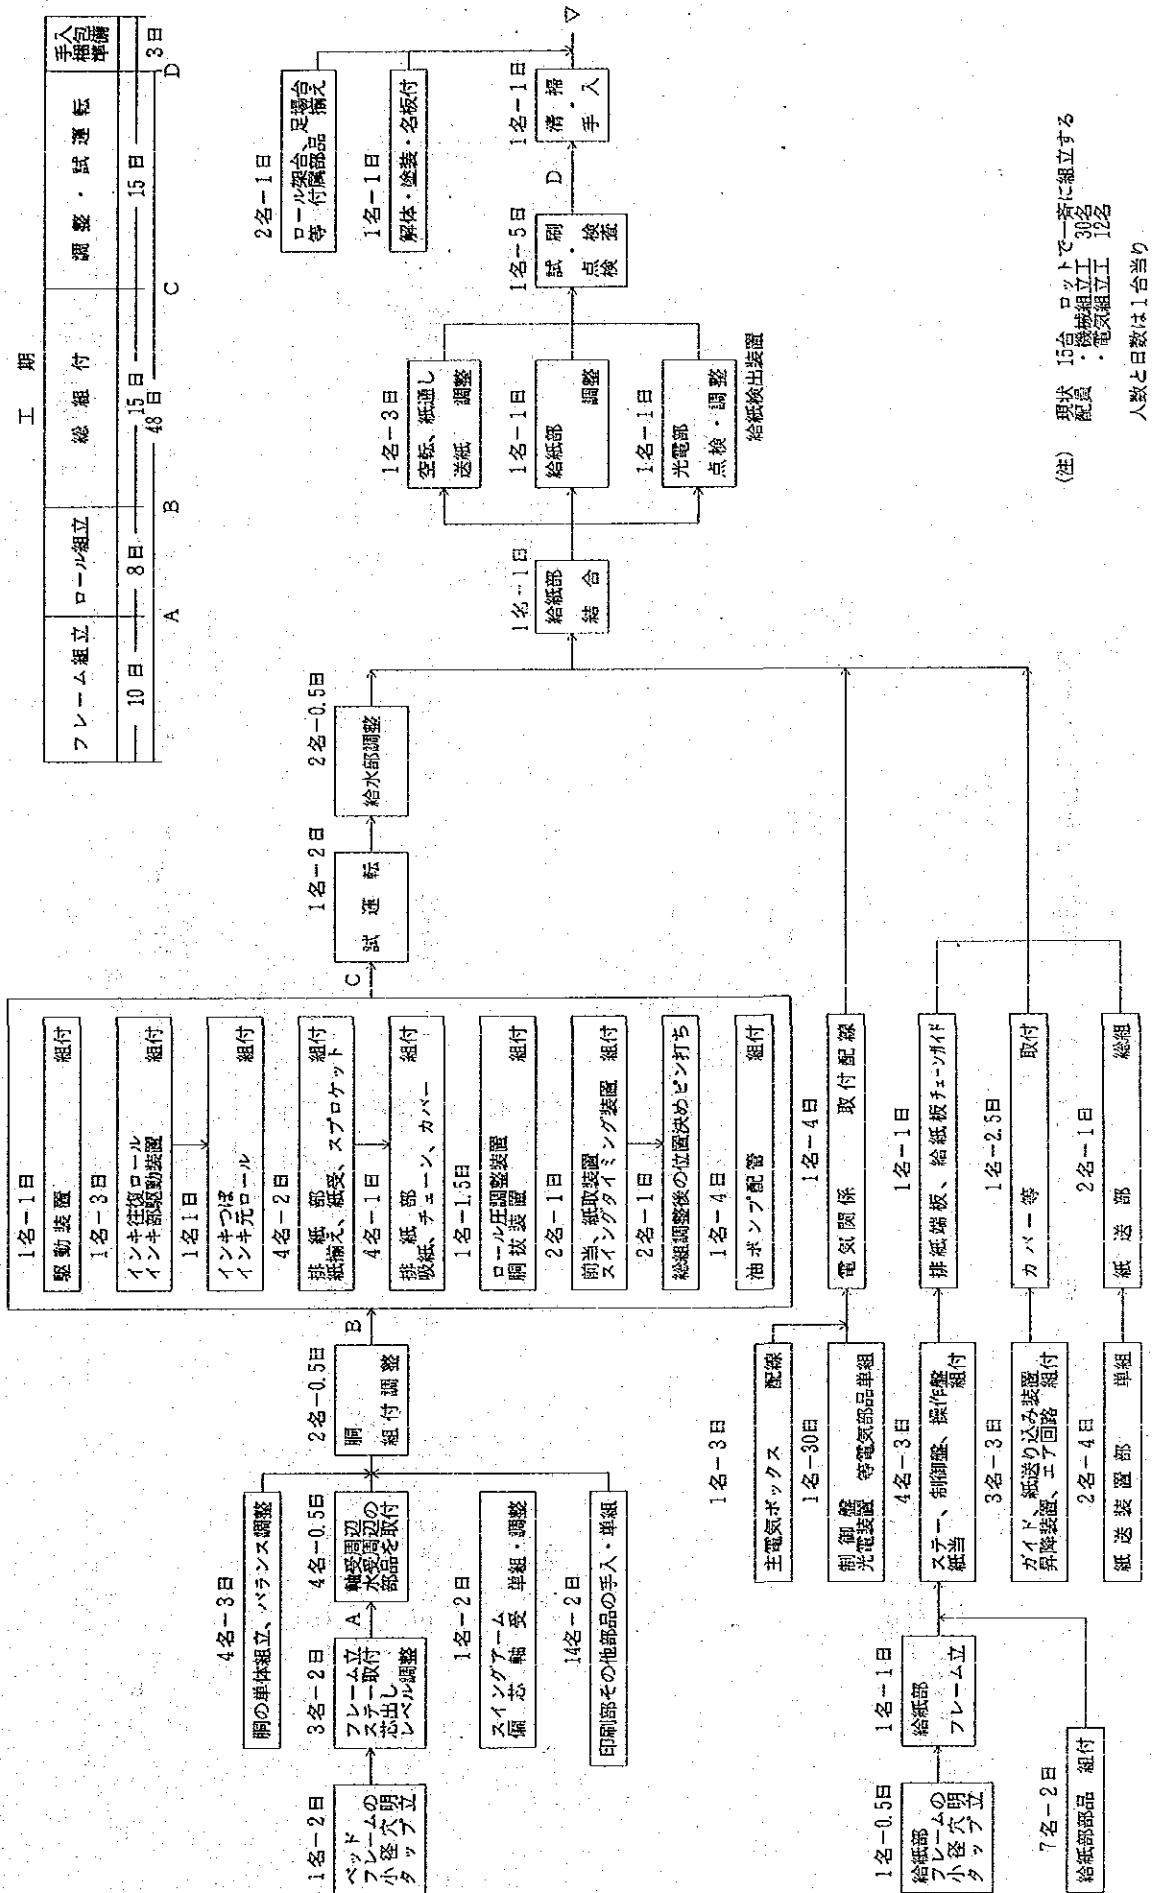 工期
フレーム組立
ロール組立
総組付
調整・試運転
手入
梱包
準備
10日
8日
15日
15日
3日
48日
A
B
C
D
1名-2日
ベッド
フレームの
小径穴明
タップ立
4名-3日
胴の単体組立、バランス調整
3名-2日
フレーム立
ステー取付
芯出し
レベル調整
A
4名-0.5日
軸受周辺
水受周辺の
部品を取付
1名-2日
スイングアーム
偏芯軸受 単組・調整
14名-2日
印刷部その他部品の手入・単組
2名-0.5日
胴
組付調整
B
1名-1日
駆動装置 組付
1名-3日
インキ往復ロール
インキ部駆動装置 組付
1名1日
インキつぼ
インキ元ロール 組付
4名-2日
排紙部 組付
紙揃え、紙受、スプロケット
4名-1日
排紙部 組付
吸紙、チェーン、カバー
1名-1.5日
ロール圧調整装置
胴抜装置 組付
2名-1日
前当、紙取装置
スイングタイミング装置 組付
2名-1日
総組調整後の位置決めピン打ち
1名-4日
油ポンプ配管 組付
C
1名-2日
試運転
2名-0.5日
給水部調整
1名-1日
給紙部
結合
1名-3日
空転、紙通し
送紙 調整
1名-1日
給紙部
調整
1名-1日
光電部
点検・調整
給紙検出装置
1名-5日
試刷・
点検
検査
D
1名-1日
清掃
手入
2名-1日
ロール架台、足場台
等 付属部品 揃え
1名-1日
解体・塗装・名板付
1名-3日
主電気ボックス 配線
1名-30日
制御盤
光電装置 等電気部品単組
1名-4日
電気関係 取付配線
1名-0.5日
給紙部
フレームの
小径穴明
タップ立
1名-1日
給紙部
フレーム立
7名-2日
給紙部部品 組付
4名-3日
ステー、制御盤、操作盤
紙当 組付
1名-1日
排紙端板、給紙板チェーンガイド
3名-3日
ガイド、紙送り込み装置
昇降装置、エア回路 組付
1名-2.5日
カバー等 取付
2名-4日
紙送装置部 単組
2名-1日
紙送部 総組
(注) 現状 15台 ロットで一斉に組立する
配員 ・機械組立工 30名
・電気組立工 12名
人数と日数は1台当り